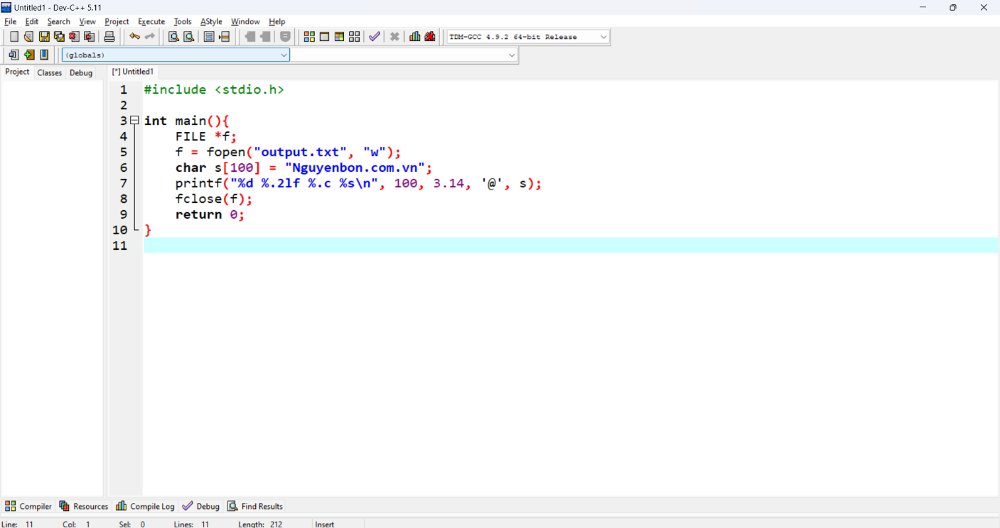 Untitled1 - Dev-C++ 5.11
File Edit Search View Project Execute Tools AStyle Window Help
TDM-GCC 4.9.2 64-bit Release
(globals)
Project Classes Debug [*] Untitled1
1 #include <stdio.h>
2
3 int main(){
4 FILE *f;
5 f = fopen("output.txt", "w");
6 char s[100] = "Nguyenbon.com.vn";
7 printf("%d %.2lf %.c %s\n", 100, 3.14, '@', s);
8 fclose(f);
9 return 0;
10 }
11
Compiler Resources Compile Log Debug Find Results
Line: 11 Col: 1 Sel: 0 Lines: 11 Length: 212 Insert